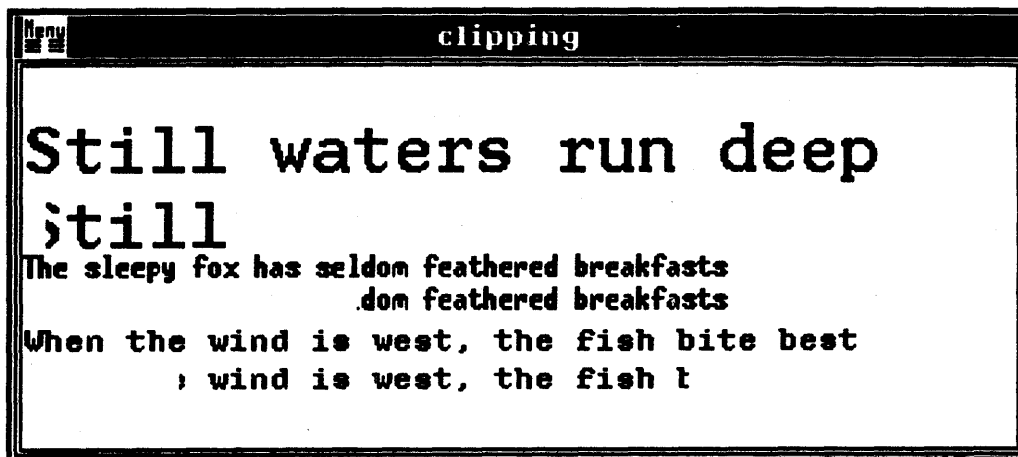 Menu
clipping
Still waters run deep
Still
The sleepy fox has seldom feathered breakfasts
dom feathered breakfasts
When the wind is west, the fish bite best
wind is west, the fish